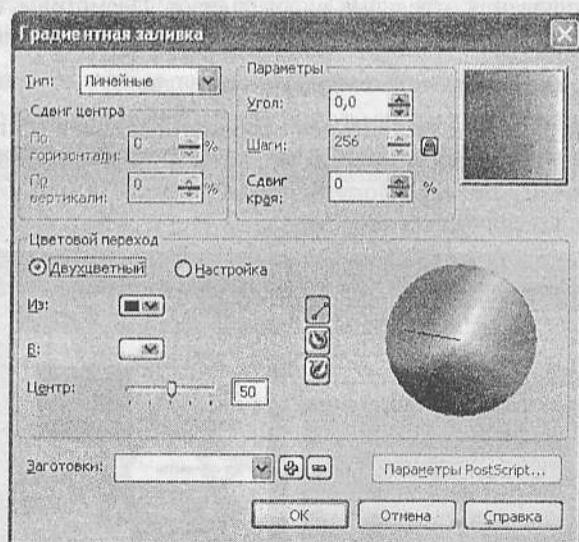 Градиентная заливка
Тип: Линейные
Сдвиг центра
По горизонтали: 0 %
По вертикали: 0 %
Параметры
Угол: 0,0
Шаги: 256
Сдвиг края: 0 %
Цветовой переход
Двухцветный Настройка
Из:
В:
Центр: 50
Заготовки: Параметры PostScript...
ОК Отмена Справка